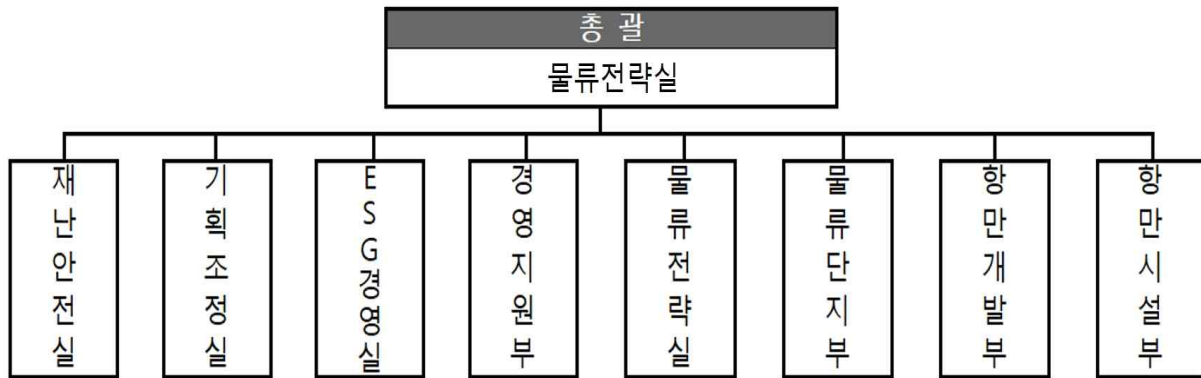 총 괄
물류전략실
재난안전실
기획조정실
ESG경영실
경영지원부
물류전략실
물류단지부
항만개발부
항만시설부